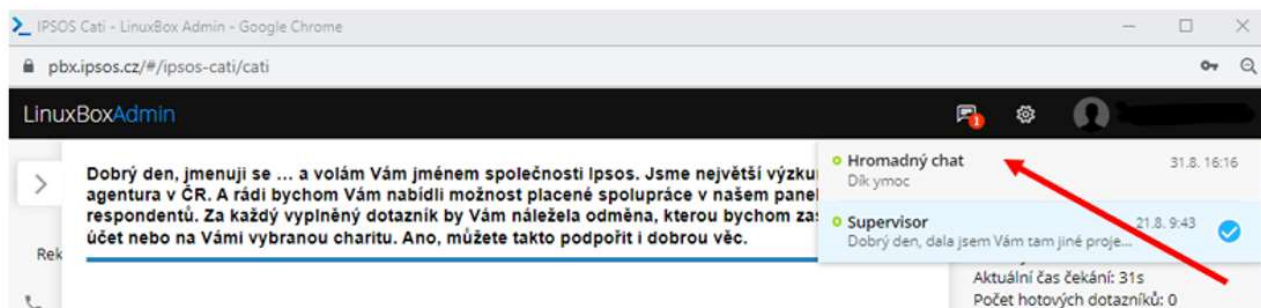 IPSOS Cati - LinuxBox Admin - Google Chrome
pbx.ipsos.cz/#/ipsos-cati/cati
LinuxBoxAdmin
1
Dobrý den, jmenuji se ... a volám Vám jménem společnosti Ipsos. Jsme největší
agentura v ČR. A rádi bychom Vám nabídli možnost placené spolupráce v našem
respondentů. Za každý vyplněný dotazník by Vám náležela odměna, kterou bychom
účet nebo na Vámi vybranou charitu. Ano, můžete takto podpořit i dobrou věc.
Hromadný chat 31.8. 16:16
Dík ymoc
Supervisor 21.8. 9:43
Dobrý den, dala jsem Vám tam jiné proje...
Rek
Aktuální čas čekání: 31s
Počet hotových dotazníků: 0